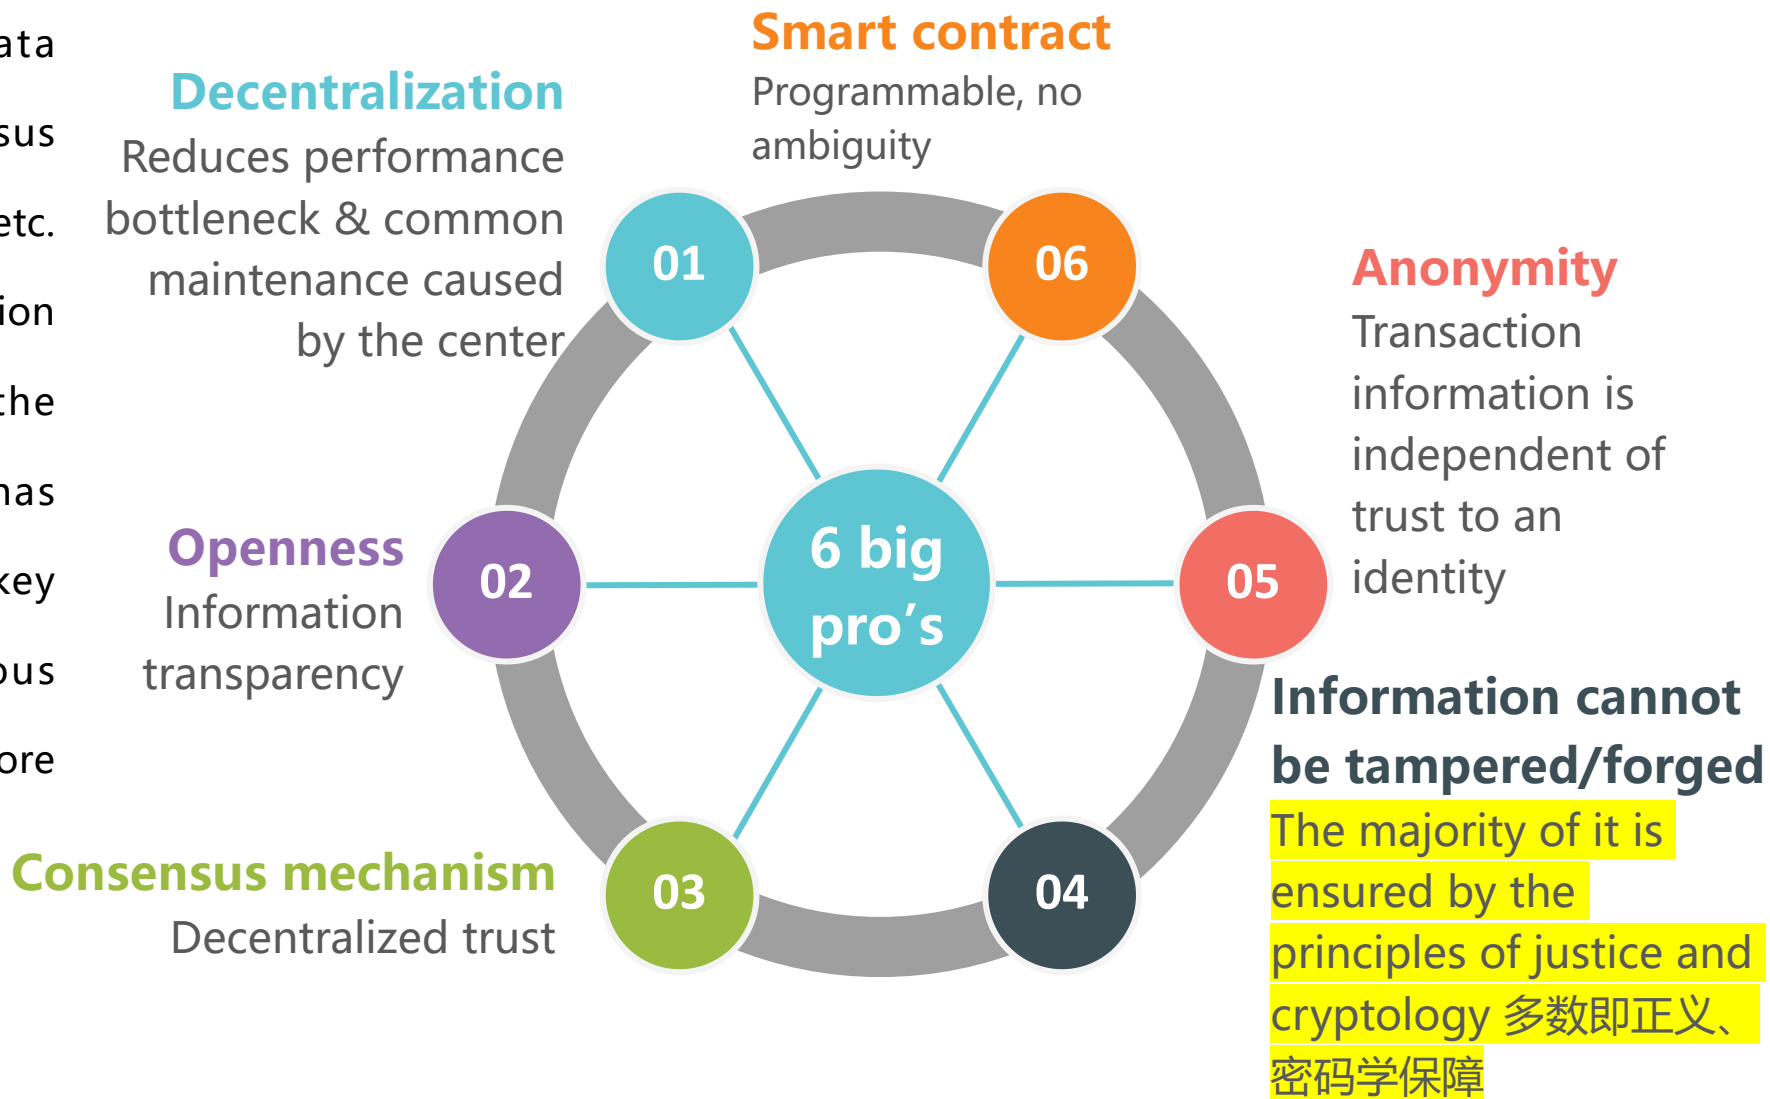 ata
sus
etc.
ion
the
has
key
ous
ore
Decentralization
Reduces performance
bottleneck & common
maintenance caused
by the center
Smart contract
Programmable, no
ambiguity
01
06
Anonymity
Transaction
information is
independent of
trust to an
identity
Openness
Information
transparency
02
6 big
pro’s
05
Information cannot
be tampered/forged
The majority of it is
ensured by the
principles of justice and
cryptology 多数即正义、
密码学保障
Consensus mechanism
Decentralized trust
03
04